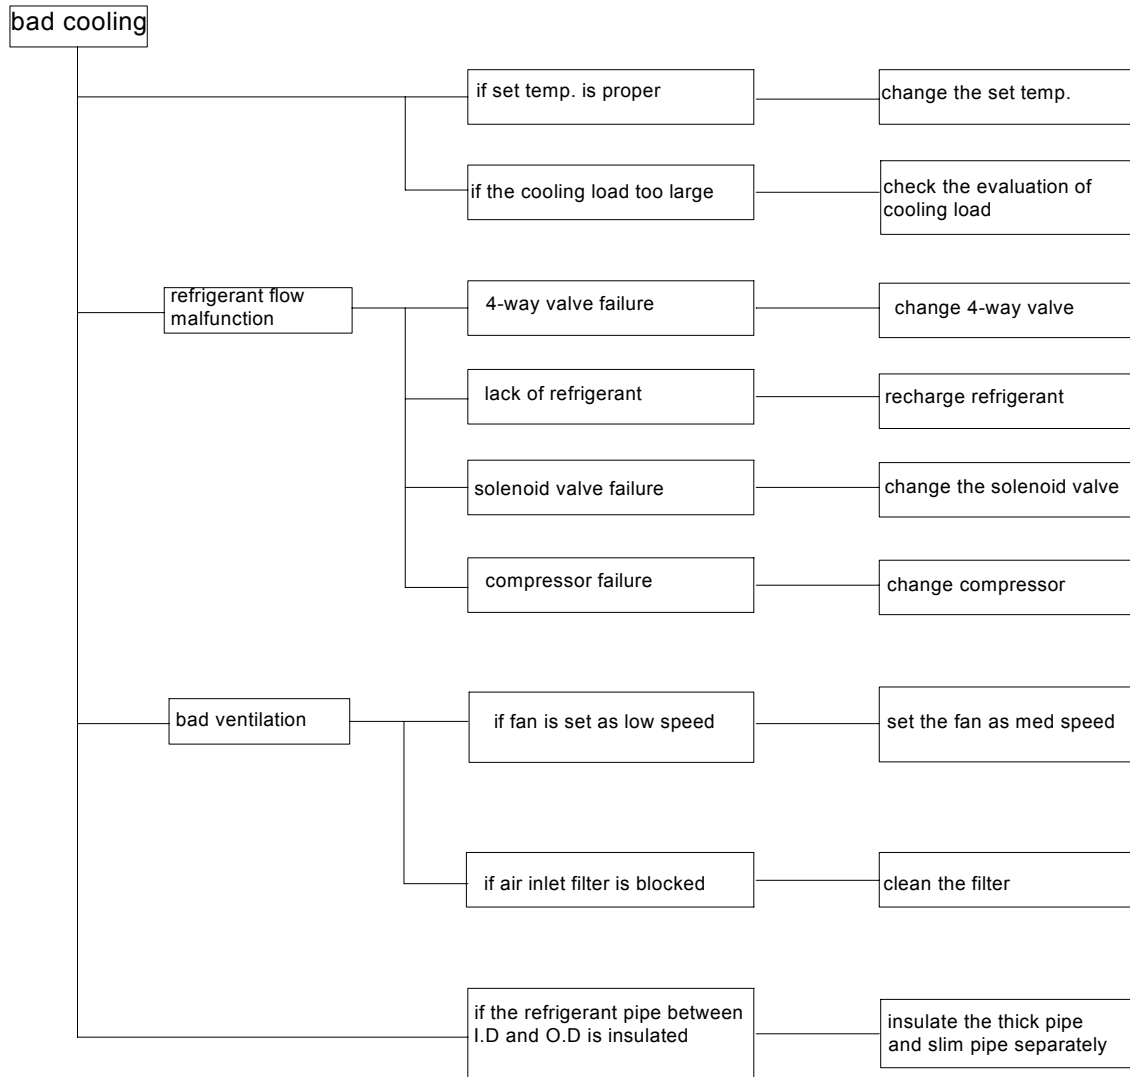 bad cooling
if set temp. is proper
change the set temp.
if the cooling load too large
check the evaluation of
cooling load
refrigerant flow
malfunction
4-way valve failure
change 4-way valve
lack of refrigerant
recharge refrigerant
solenoid valve failure
change the solenoid valve
compressor failure
change compressor
bad ventilation
if fan is set as low speed
set the fan as med speed
if air inlet filter is blocked
clean the filter
if the refrigerant pipe between
I.D and O.D is insulated
insulate the thick pipe
and slim pipe separately